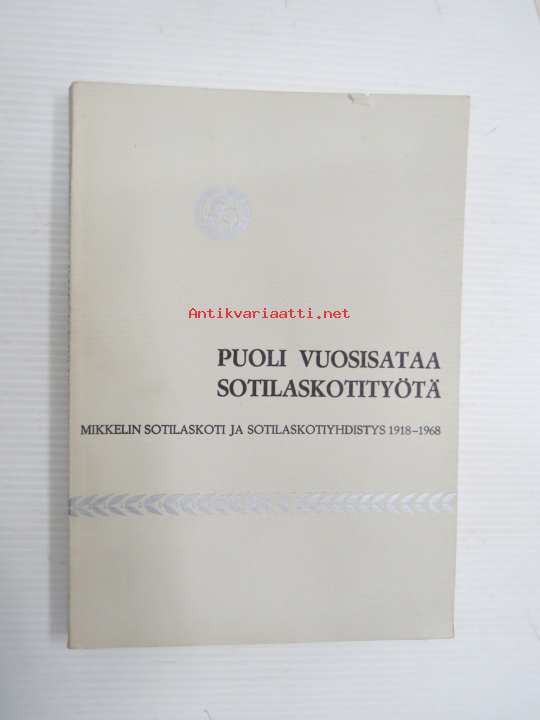 Antikvariaatti.net
PUOLI VUOSISATAA
SOTILASKOTITYÖTÄ
MIKKELIN SOTILASKOTI JA SOTILASKOTIYHDISTYS 1918–1968